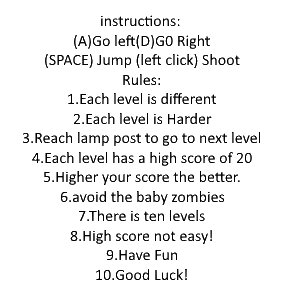 instructions:
(A)Go left(D)G0 Right
(SPACE) Jump (left click) Shoot
Rules:
1.Each level is different
2.Each level is Harder
3.Reach lamp post to go to next level
4.Each level has a high score of 20
5.Higher your score the better.
6.avoid the baby zombies
7.There is ten levels
8.High score not easy!
9.Have Fun
10.Good Luck!